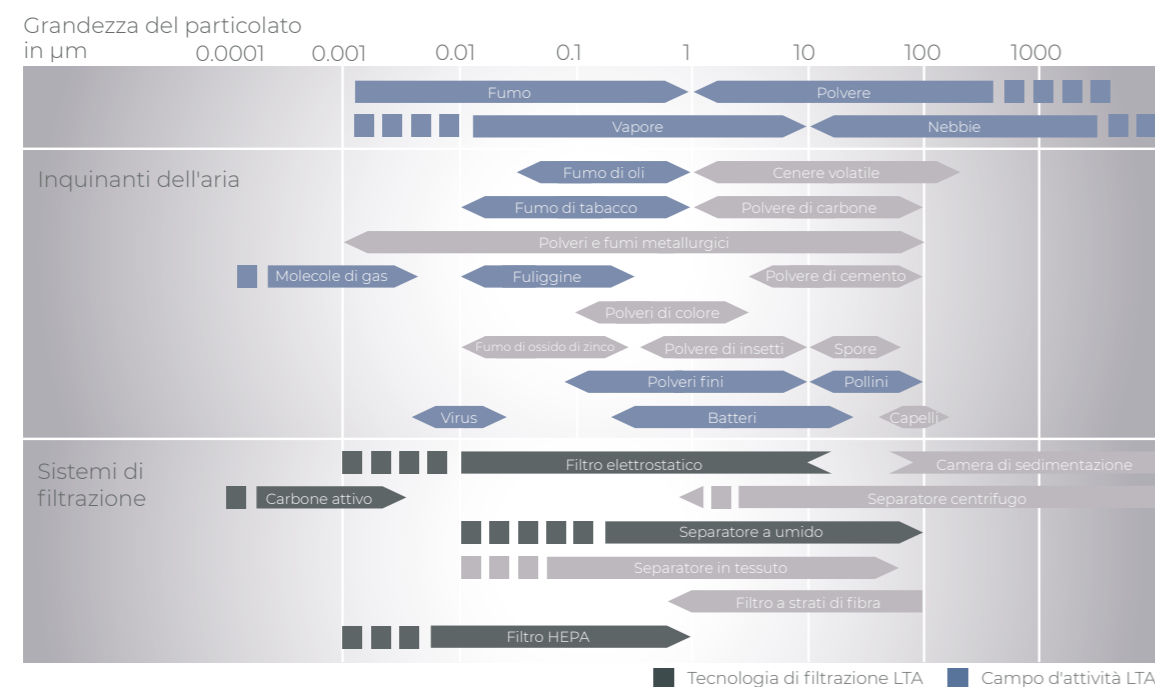 Grandezza del particolato
in µm
0.0001 0.001 0.01 0.1 1 10 100 1000
Fumo Polvere
Vapore Nebbie
Inquinanti dell'aria
Fumo di oli Cenere volatile
Fumo di tabacco Polvere di carbone
Polveri e fumi metallurgici
Molecole di gas Fuliggine Polvere di cemento
Polveri di colore
Fumo di ossido di zinco Polvere di insetti Spore
Polveri fini Pollini
Virus Batteri Capelli
Sistemi di
filtrazione
Filtro elettrostatico Camera di sedimentazione
Carbone attivo Separatore centrifugo
Separatore a umido
Separatore in tessuto
Filtro a strati di fibra
Filtro HEPA
Tecnologia di filtrazione LTA Campo d'attività LTA